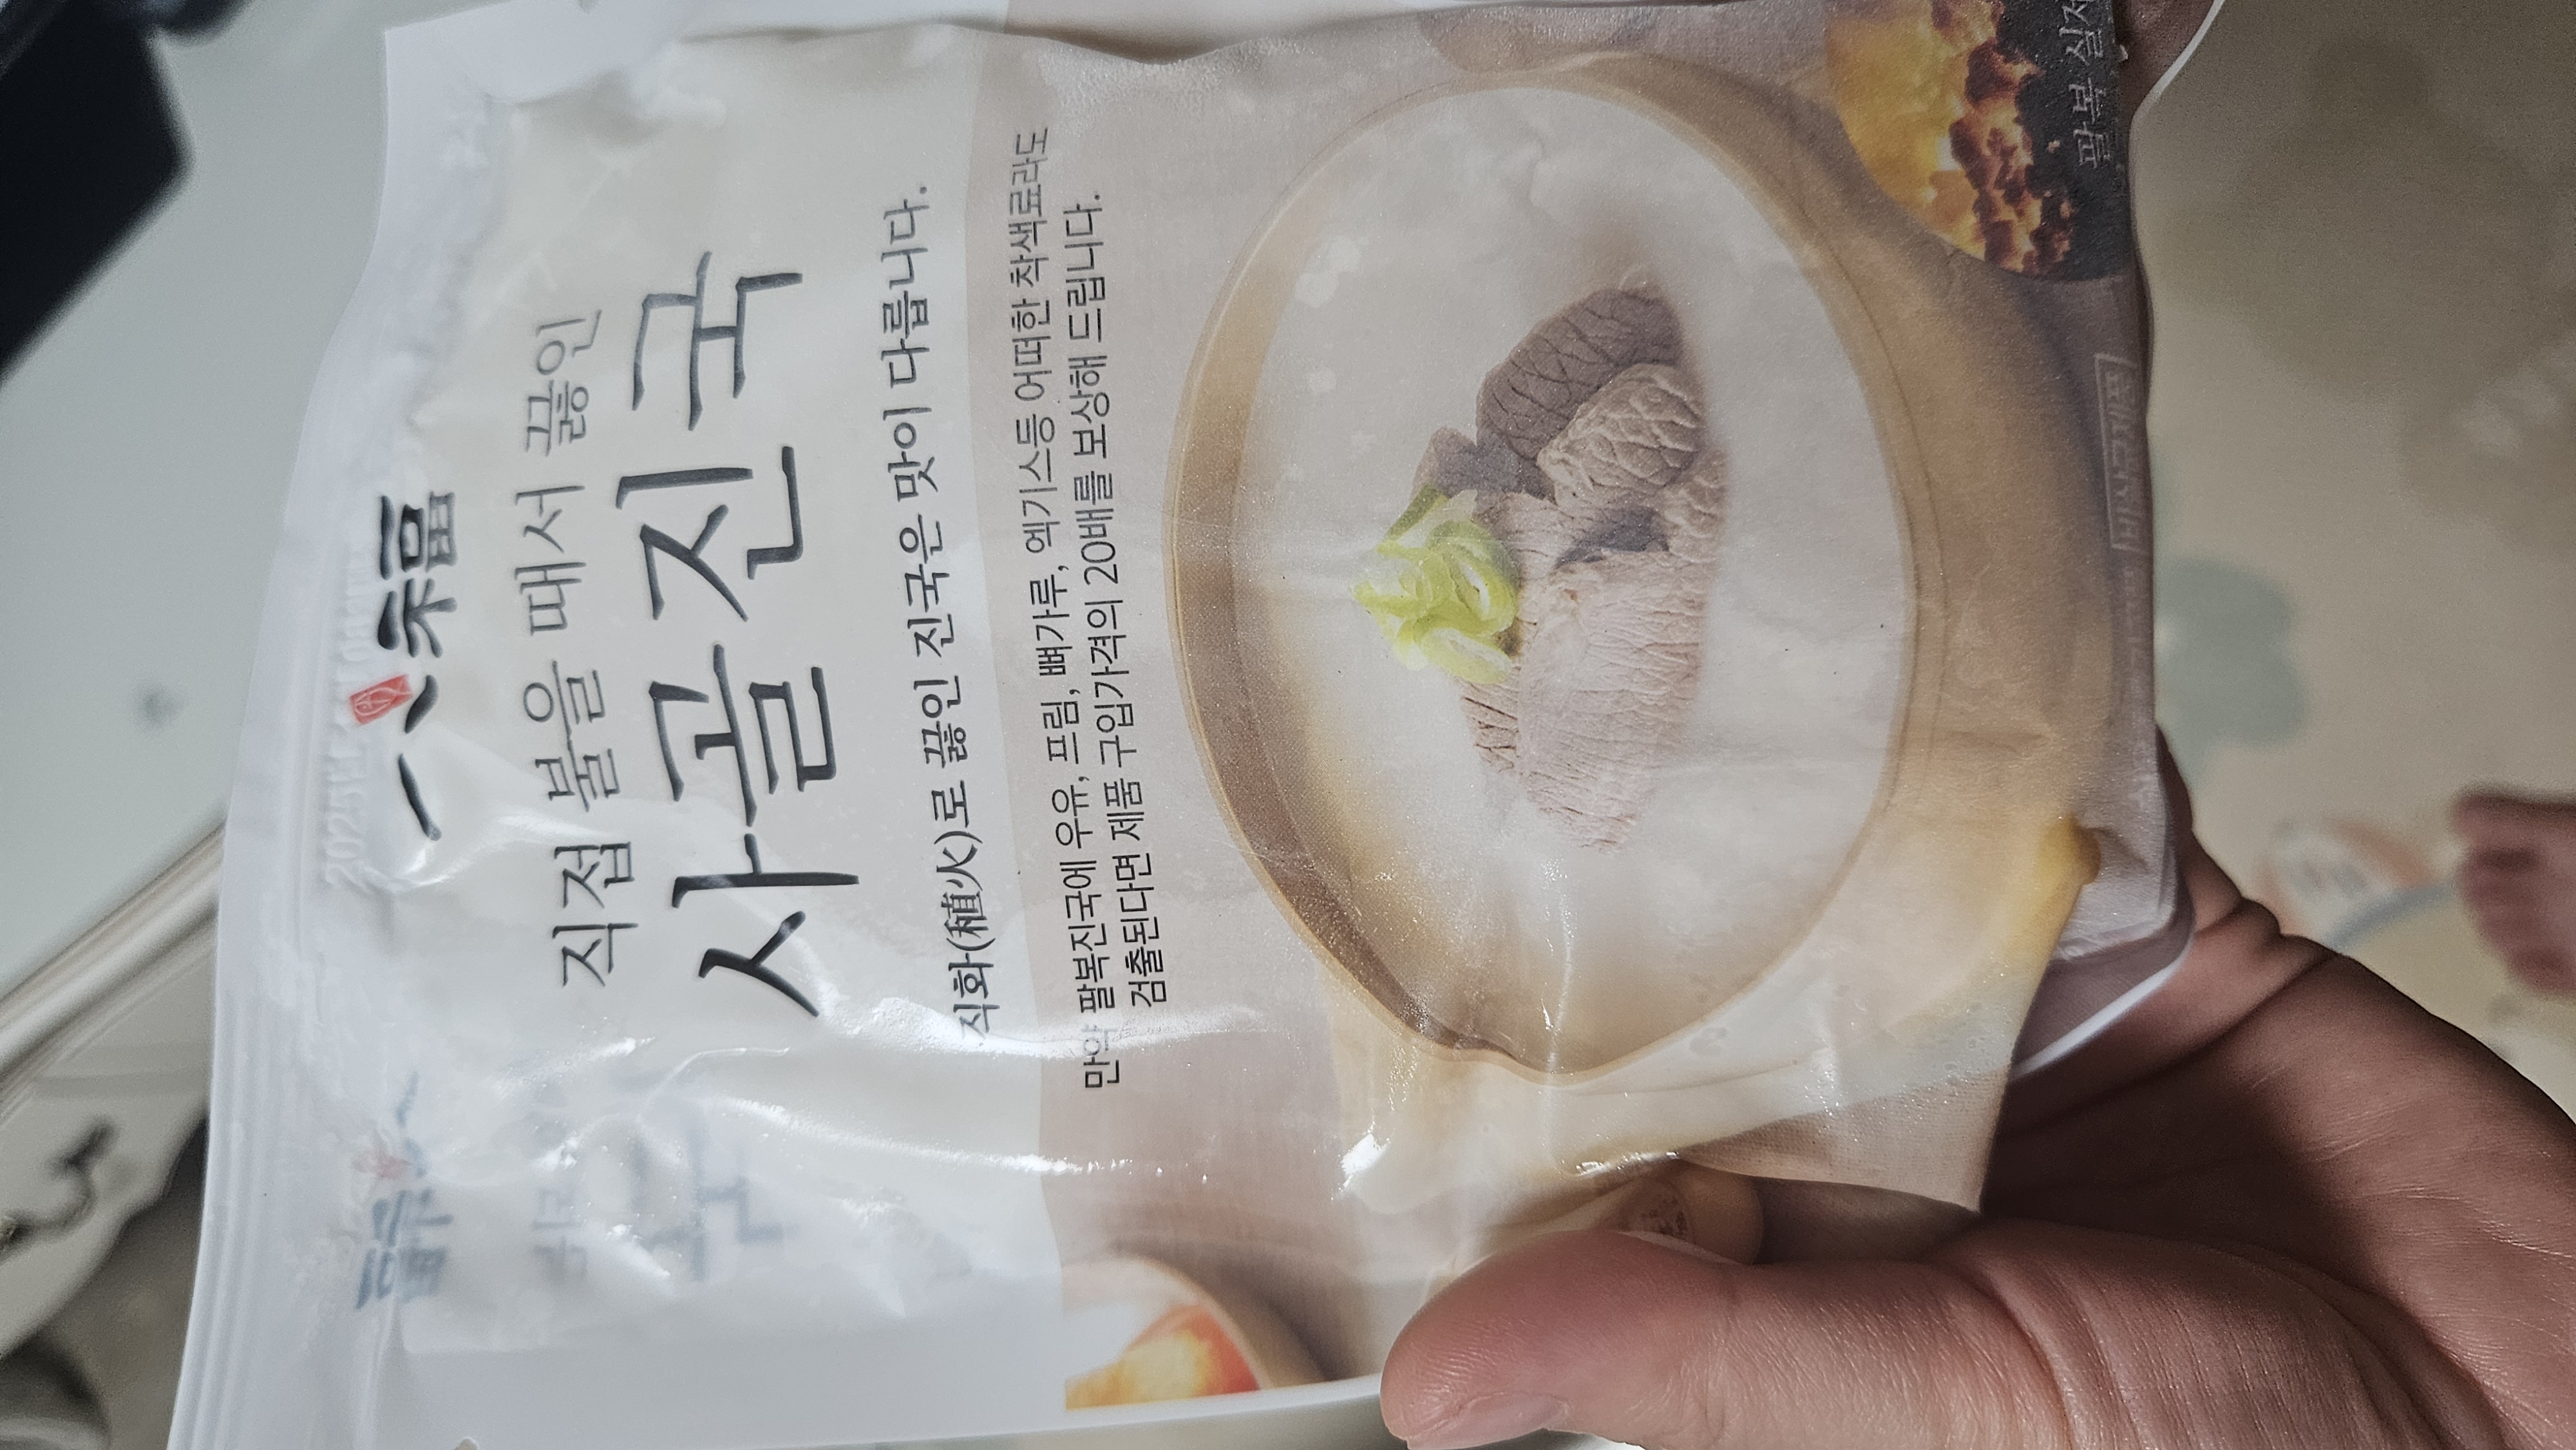 八福
직접 불을 때서 끓인
사골진국
직화(稙火)로 끓인 진국은 맛이 다릅니다.
만약 팔복진국에 우유, 프림, 뼈가루, 엑기스등 어떠한 착색료라도
검출된다면 제품 구입가격의 20배를 보상해 드립니다.
팔복